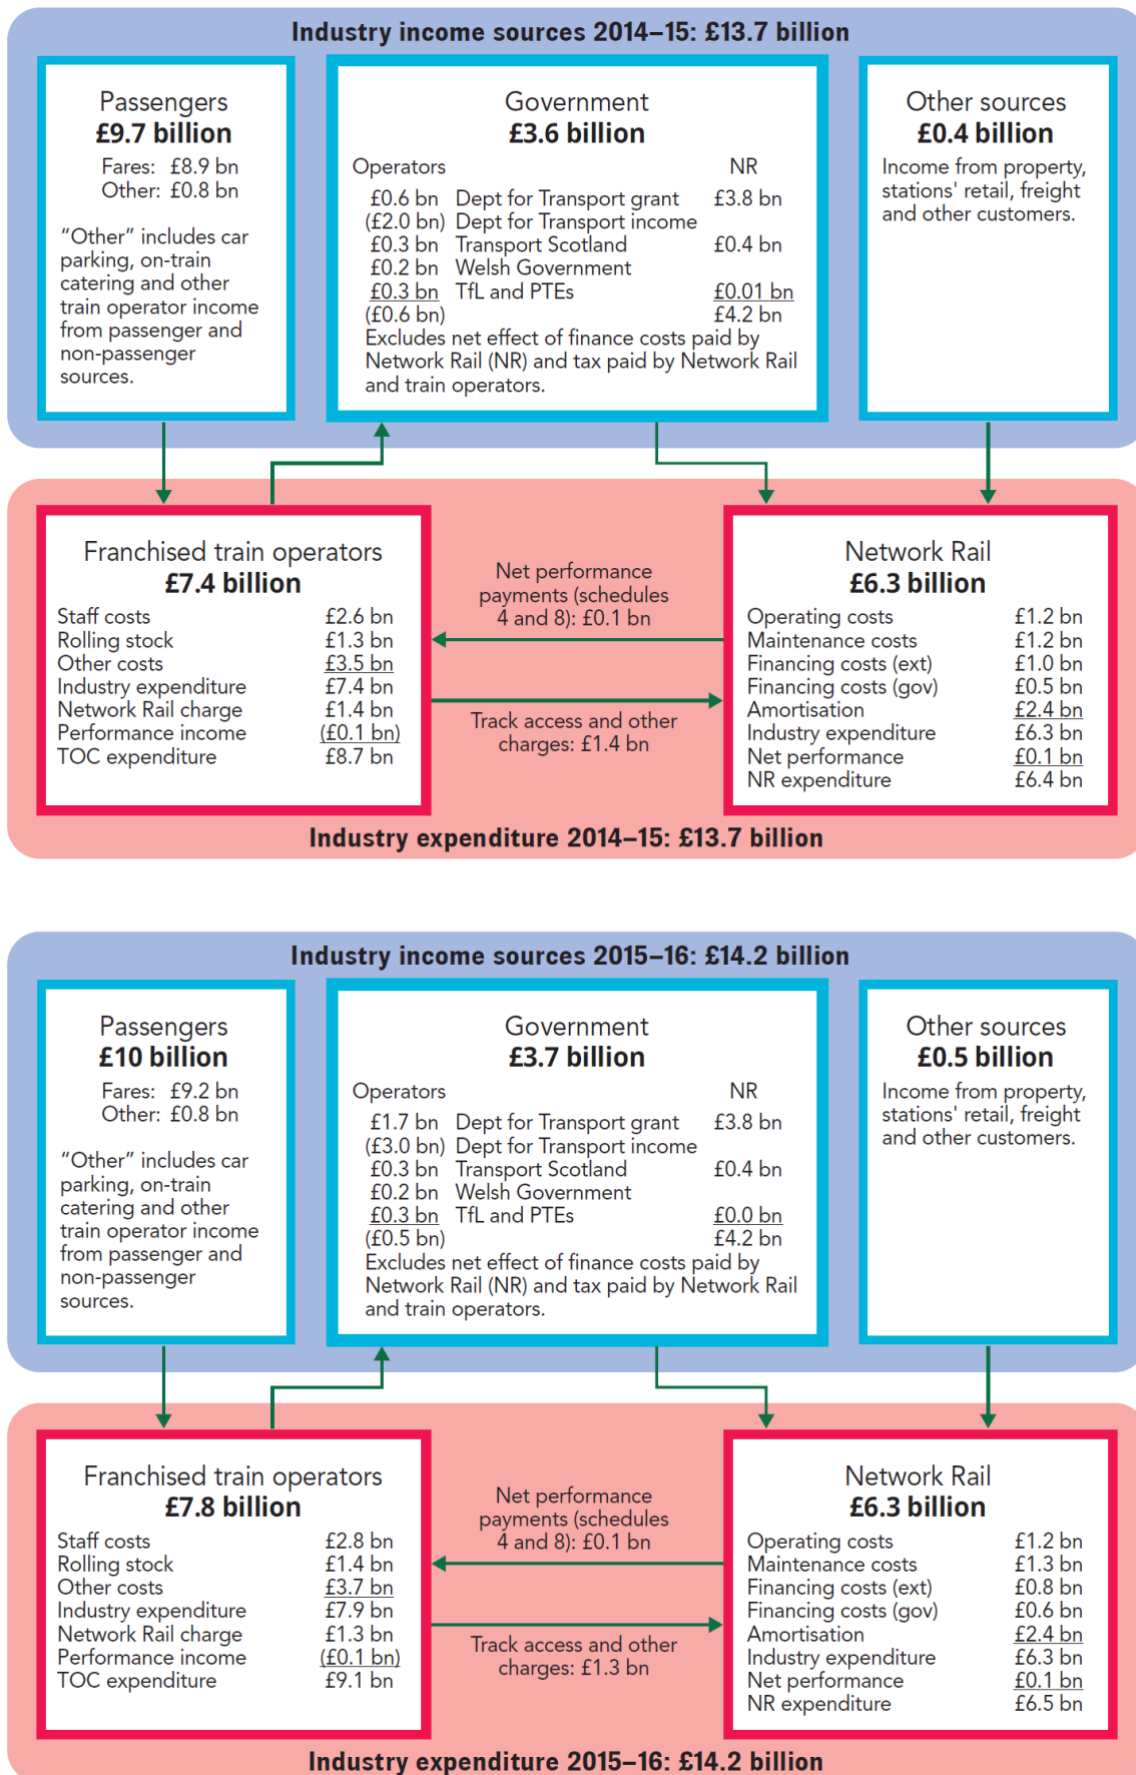 Industry income sources 2014–15: £13.7 billion
Passengers
£9.7 billion
Fares: £8.9 bn
Other: £0.8 bn
“Other” includes car
parking, on-train
catering and other
train operator income
from passenger and
non-passenger
sources.
Government
£3.6 billion
Operators NR
£0.6 bn Dept for Transport grant £3.8 bn
(£2.0 bn) Dept for Transport income
£0.3 bn Transport Scotland £0.4 bn
£0.2 bn Welsh Government
£0.3 bn TfL and PTEs £0.01 bn
(£0.6 bn) £4.2 bn
Excludes net effect of finance costs paid by
Network Rail (NR) and tax paid by Network Rail
and train operators.
Other sources
£0.4 billion
Income from property,
stations' retail, freight
and other customers.
Franchised train operators
£7.4 billion
Staff costs £2.6 bn
Rolling stock £1.3 bn
Other costs £3.5 bn
Industry expenditure £7.4 bn
Network Rail charge £1.4 bn
Performance income (£0.1 bn)
TOC expenditure £8.7 bn
Net performance
payments (schedules
4 and 8): £0.1 bn
Track access and other
charges: £1.4 bn
Network Rail
£6.3 billion
Operating costs £1.2 bn
Maintenance costs £1.2 bn
Financing costs (ext) £1.0 bn
Financing costs (gov) £0.5 bn
Amortisation £2.4 bn
Industry expenditure £6.3 bn
Net performance £0.1 bn
NR expenditure £6.4 bn
Industry expenditure 2014–15: £13.7 billion
Industry income sources 2015–16: £14.2 billion
Passengers
£10 billion
Fares: £9.2 bn
Other: £0.8 bn
“Other” includes car
parking, on-train
catering and other
train operator income
from passenger and
non-passenger
sources.
Government
£3.7 billion
Operators NR
£1.7 bn Dept for Transport grant £3.8 bn
(£3.0 bn) Dept for Transport income
£0.3 bn Transport Scotland £0.4 bn
£0.2 bn Welsh Government
£0.3 bn TfL and PTEs £0.0 bn
(£0.5 bn) £4.2 bn
Excludes net effect of finance costs paid by
Network Rail (NR) and tax paid by Network Rail
and train operators.
Other sources
£0.5 billion
Income from property,
stations' retail, freight
and other customers.
Franchised train operators
£7.8 billion
Staff costs £2.8 bn
Rolling stock £1.4 bn
Other costs £3.7 bn
Industry expenditure £7.9 bn
Network Rail charge £1.3 bn
Performance income (£0.1 bn)
TOC expenditure £9.1 bn
Net performance
payments (schedules
4 and 8): £0.1 bn
Track access and other
charges: £1.3 bn
Network Rail
£6.3 billion
Operating costs £1.2 bn
Maintenance costs £1.3 bn
Financing costs (ext) £0.8 bn
Financing costs (gov) £0.6 bn
Amortisation £2.4 bn
Industry expenditure £6.3 bn
Net performance £0.1 bn
NR expenditure £6.5 bn
Industry expenditure 2015–16: £14.2 billion